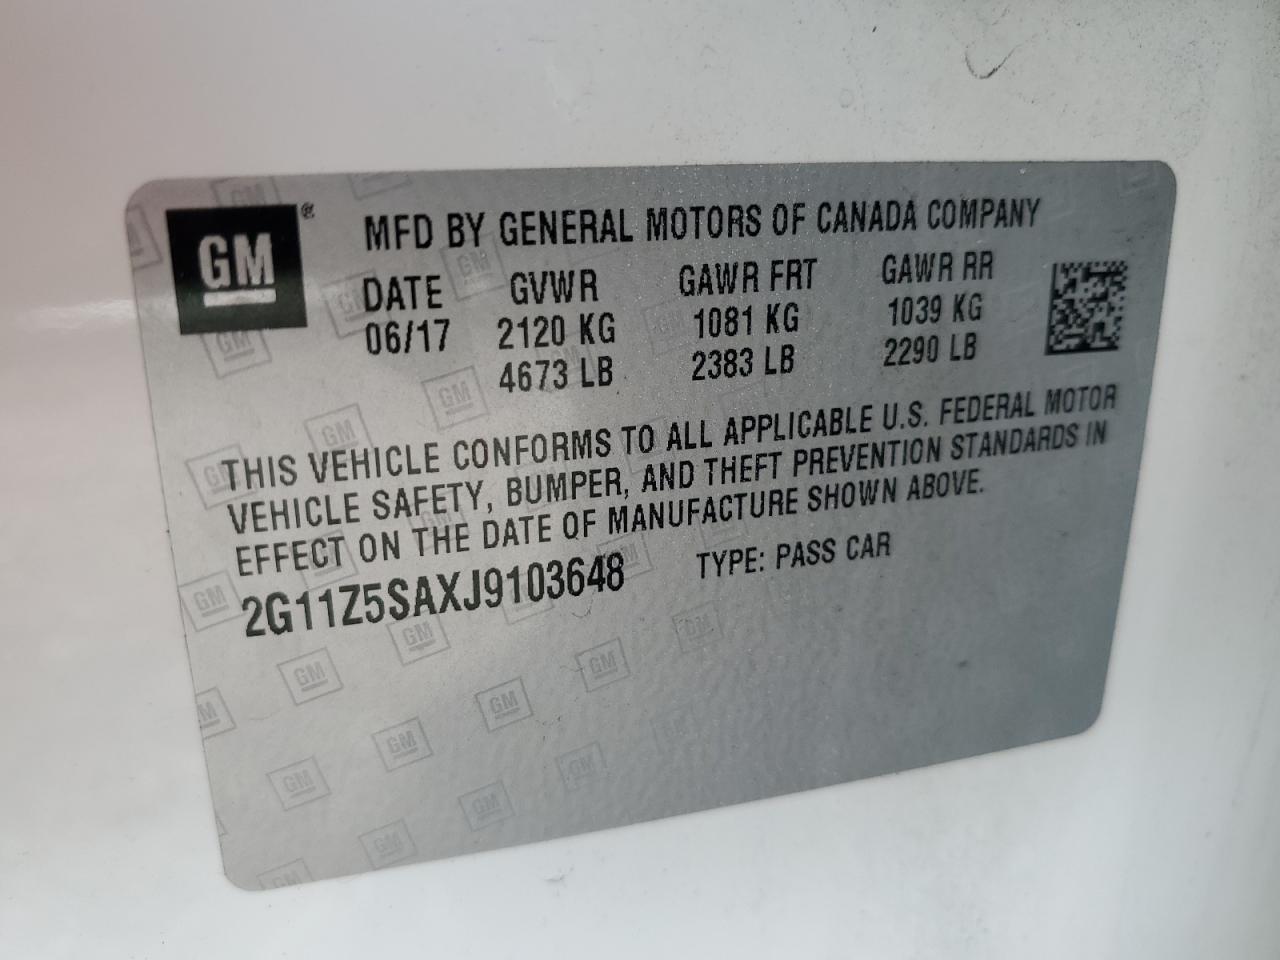 GM®
MFD BY GENERAL MOTORS OF CANADA COMPANY
DATE GVWR GAWR FRT GAWR RR
06/17 2120 KG 1081 KG 1039 KG
4673 LB 2383 LB 2290 LB
THIS VEHICLE CONFORMS TO ALL APPLICABLE U.S. FEDERAL MOTOR
VEHICLE SAFETY, BUMPER, AND THEFT PREVENTION STANDARDS IN
EFFECT ON THE DATE OF MANUFACTURE SHOWN ABOVE.
2G11Z5SAXJ9103648 TYPE: PASS CAR